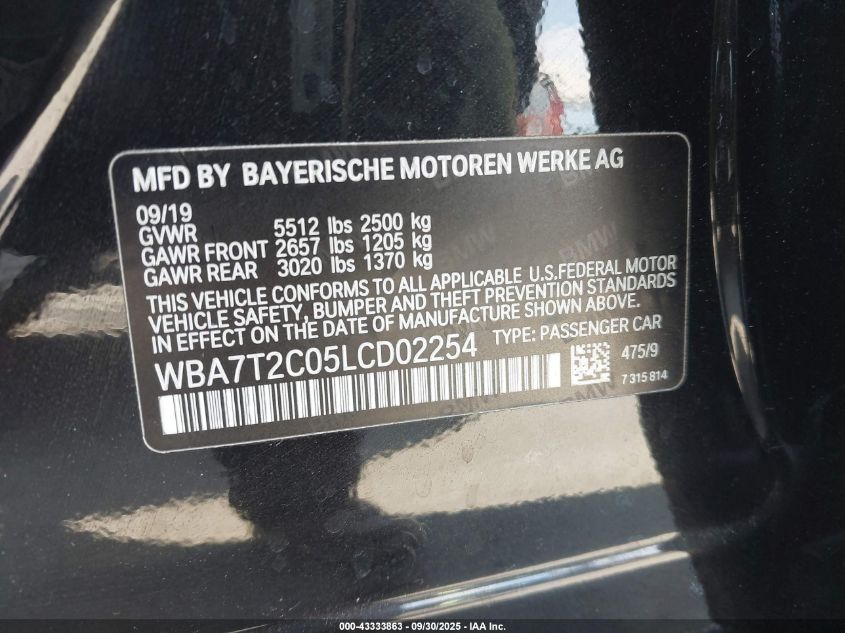 MFD BY BAYERISCHE MOTOREN WERKE AG
09/19
GVWR 5512 lbs 2500 kg
GAWR FRONT 2657 lbs 1205 kg
GAWR REAR 3020 lbs 1370 kg
THIS VEHICLE CONFORMS TO ALL APPLICABLE U.S.FEDERAL MOTOR
VEHICLE SAFETY, BUMPER AND THEFT PREVENTION STANDARDS
IN EFFECT ON THE DATE OF MANUFACTURE SHOWN ABOVE.
WBA7T2C05LCD02254 TYPE: PASSENGER CAR
475/9
7 315 814
BMW
BMW
000-43333863 - 09/30/2025 - IAA Inc.